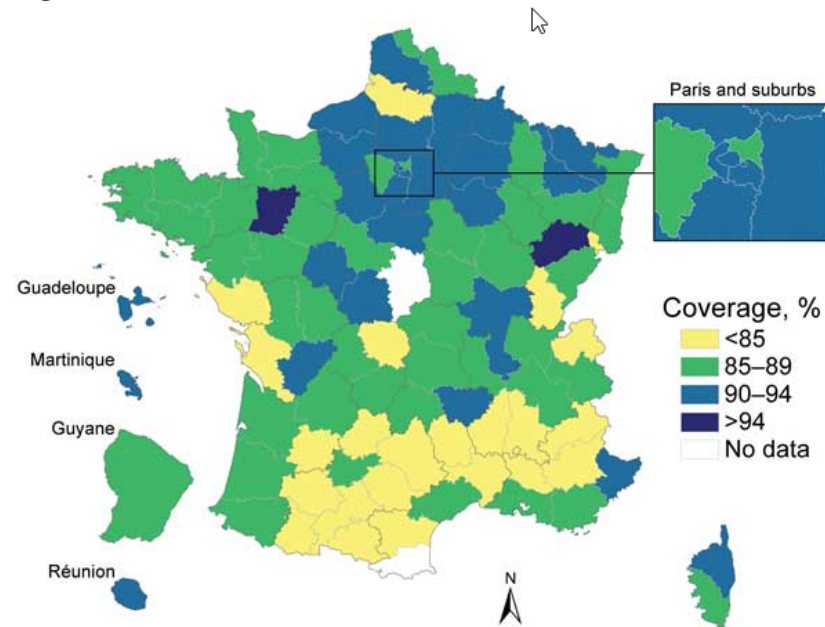 Paris and suburbs
Guadeloupe
Martinique
Guyane
Réunion
Coverage, %
<85
85–89
90–94
>94
No data
N